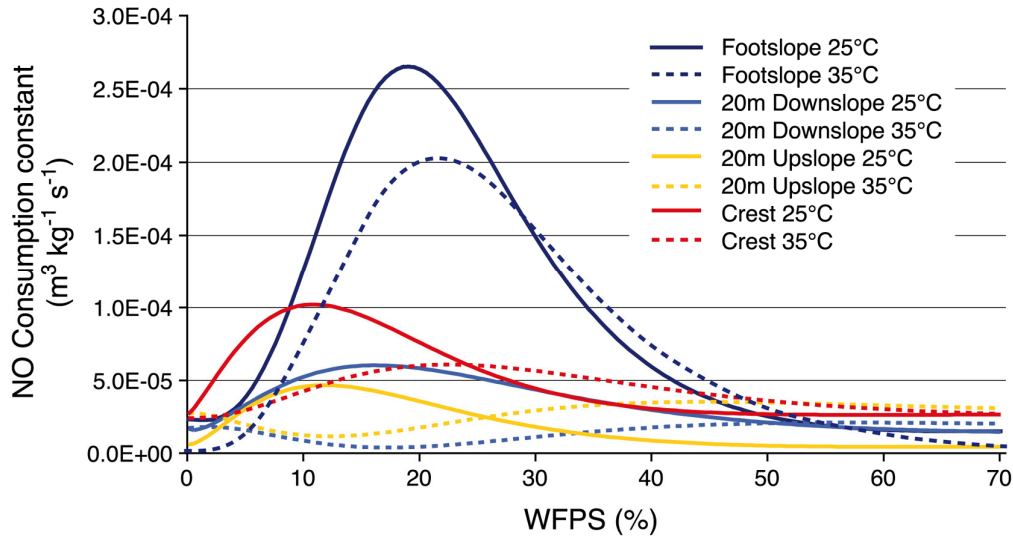 NO Consumption constant
(m³ kg⁻¹ s⁻¹)
3.0E-04
2.5E-04
2.0E-04
1.5E-04
1.0E-04
5.0E-05
0.0E+00
Footslope 25°C
Footslope 35°C
20m Downslope 25°C
20m Downslope 35°C
20m Upslope 25°C
20m Upslope 35°C
Crest 25°C
Crest 35°C
0 10 20 30 40 50 60 70
WFPS (%)